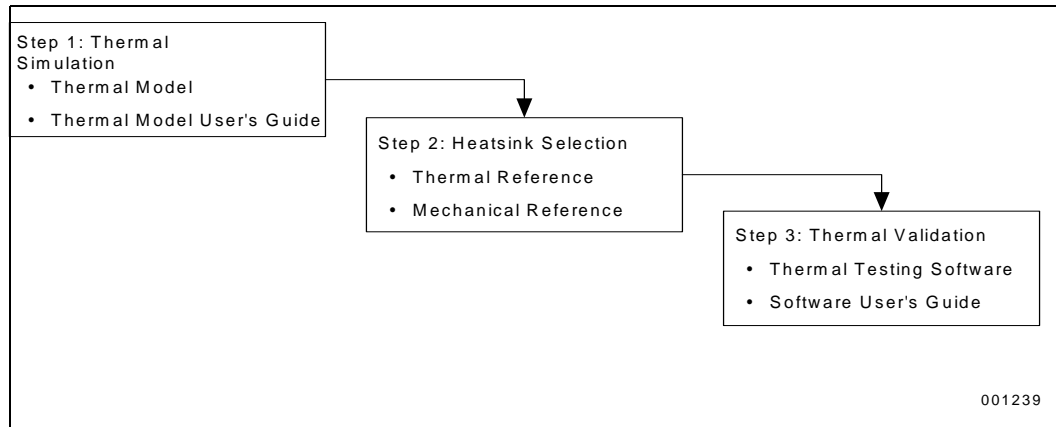 Step 1: Thermal
Simulation
• Thermal Model
• Thermal Model User's Guide
Step 2: Heatsink Selection
• Thermal Reference
• Mechanical Reference
Step 3: Thermal Validation
• Thermal Testing Software
• Software User's Guide
001239